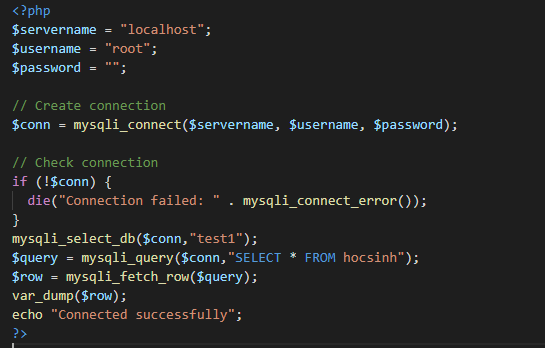 <?php
$servername = "localhost";
$username = "root";
$password = "";
// Create connection
$conn = mysqli_connect($servername, $username, $password);
// Check connection
if (!$conn) {
  die("Connection failed: " . mysqli_connect_error());
}
mysqli_select_db($conn,"test1");
$query = mysqli_query($conn,"SELECT * FROM hocsinh");
$row = mysqli_fetch_row($query);
var_dump($row);
echo "Connected successfully";
?>